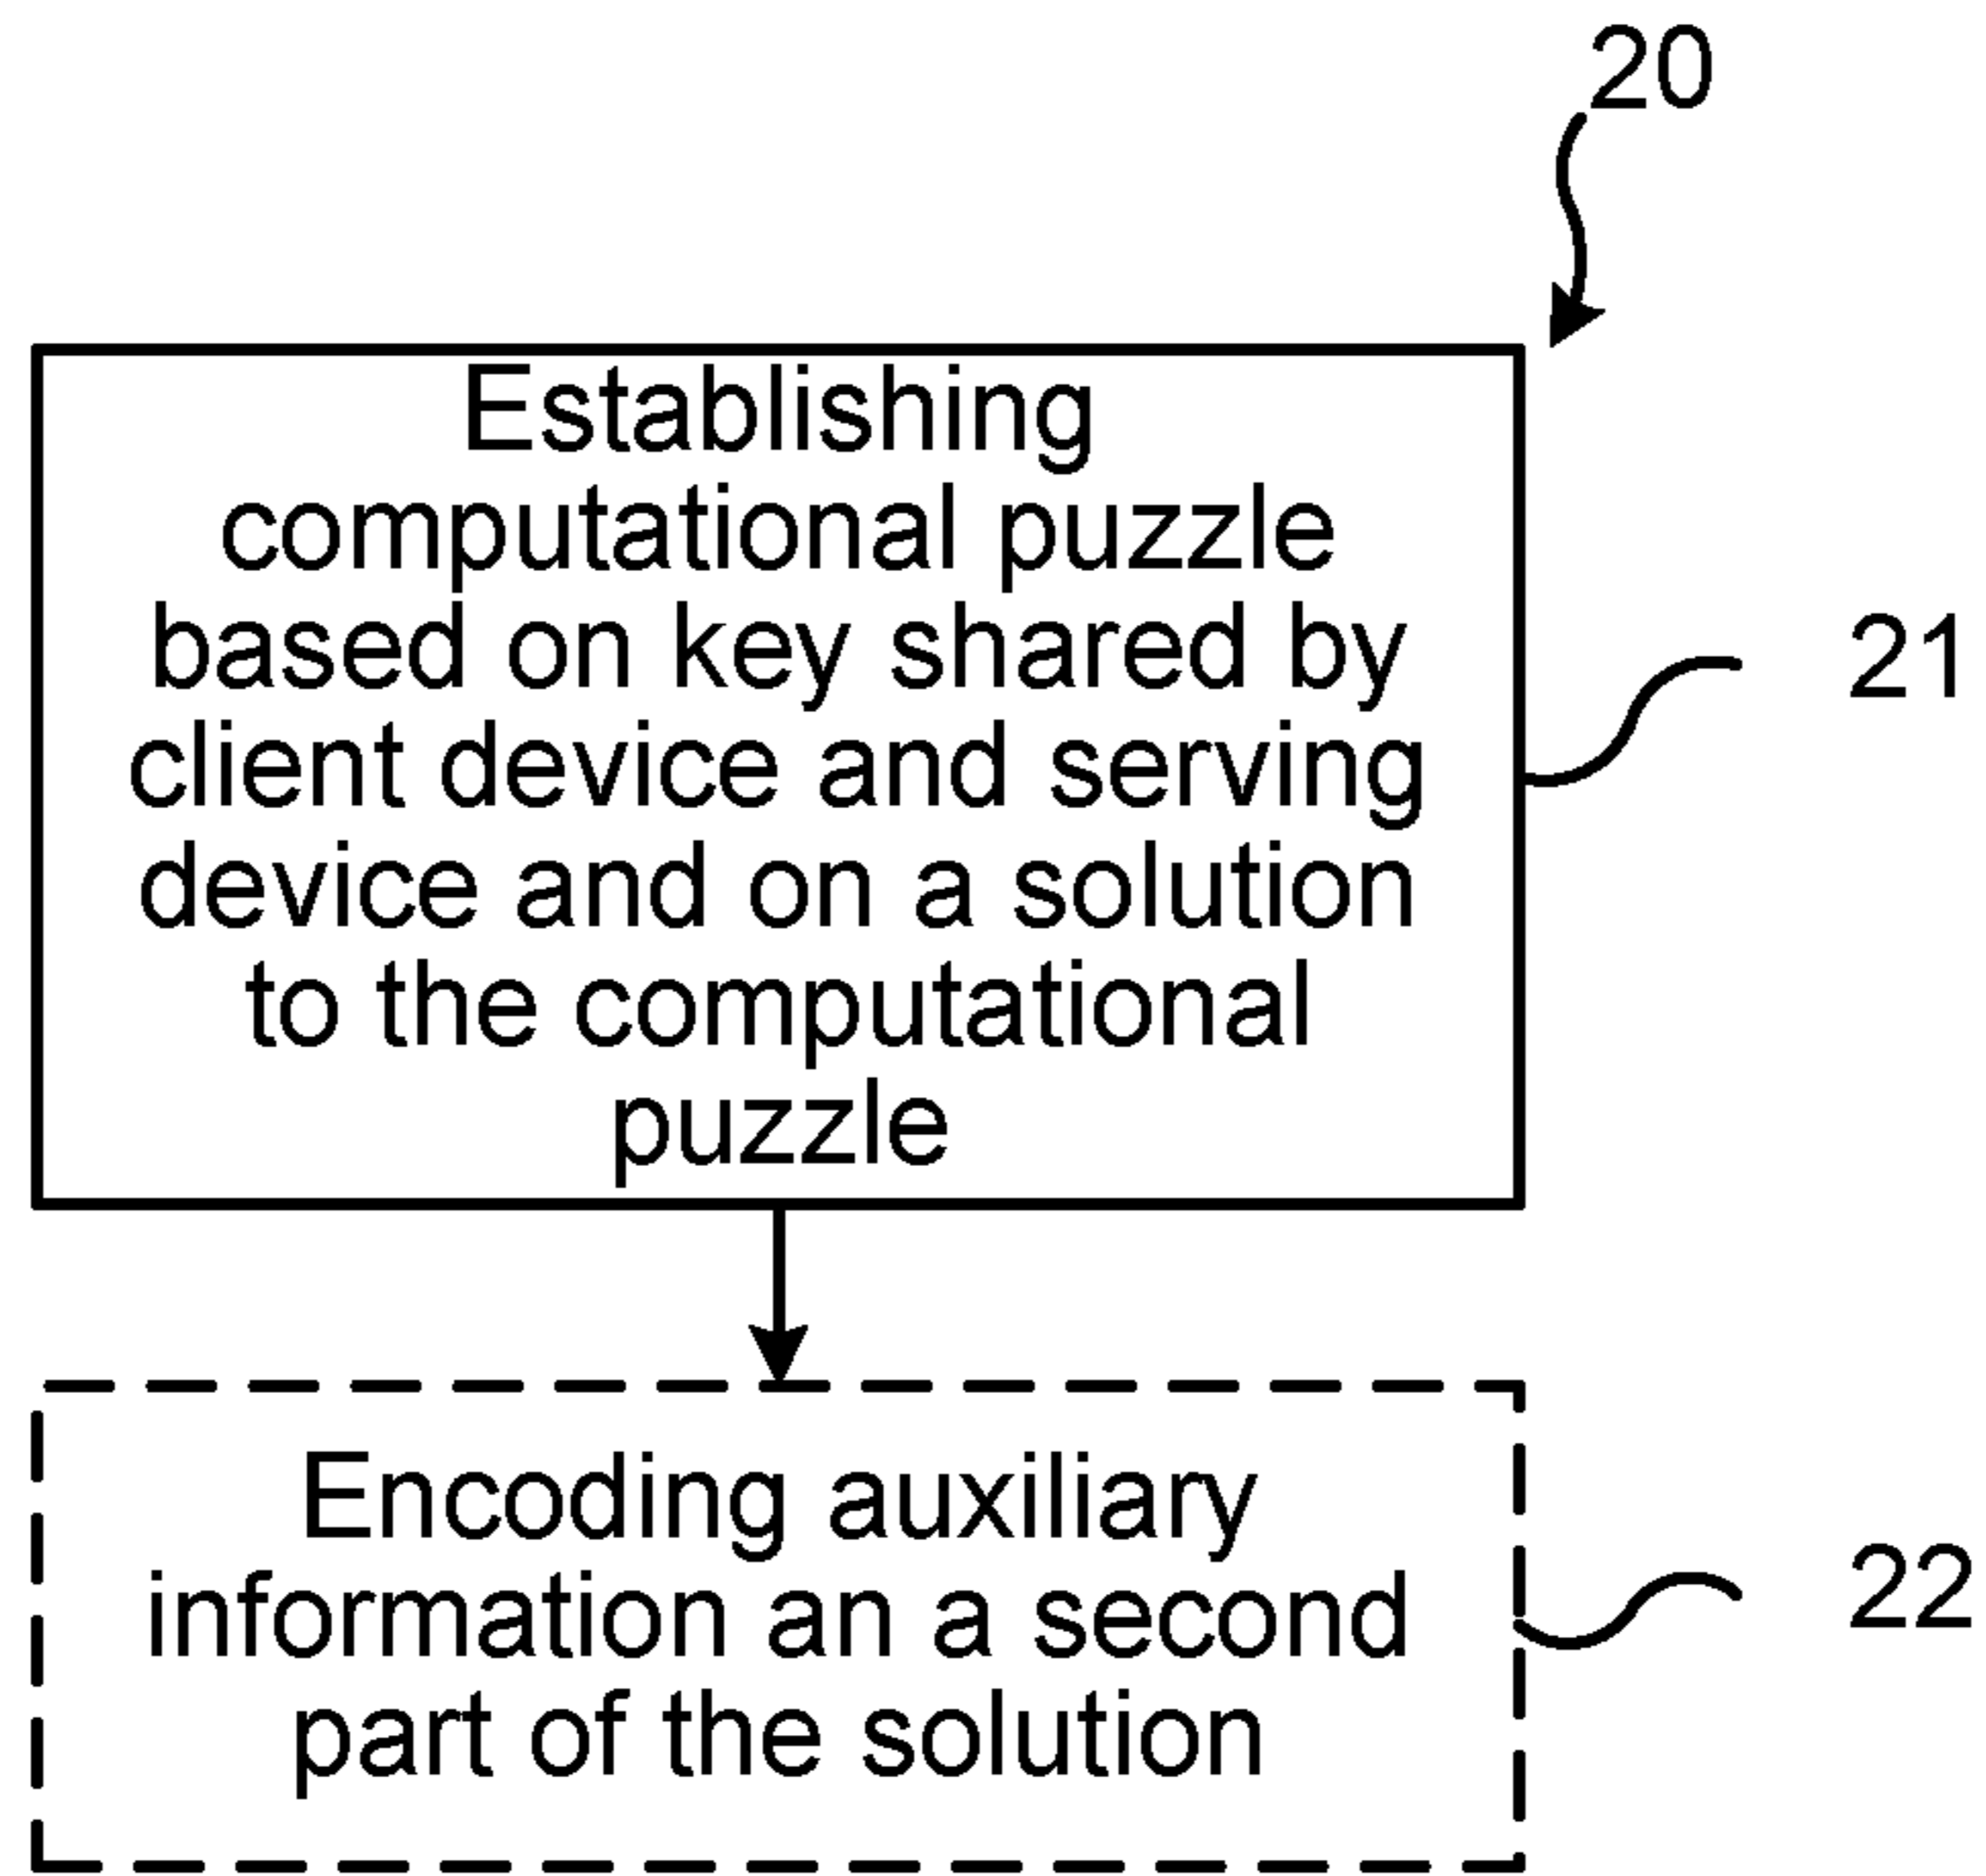 20
Establishing
computational puzzle
based on key shared by
client device and serving
device and on a solution
to the computational
puzzle
21
Encoding auxiliary
information an a second
part of the solution
22